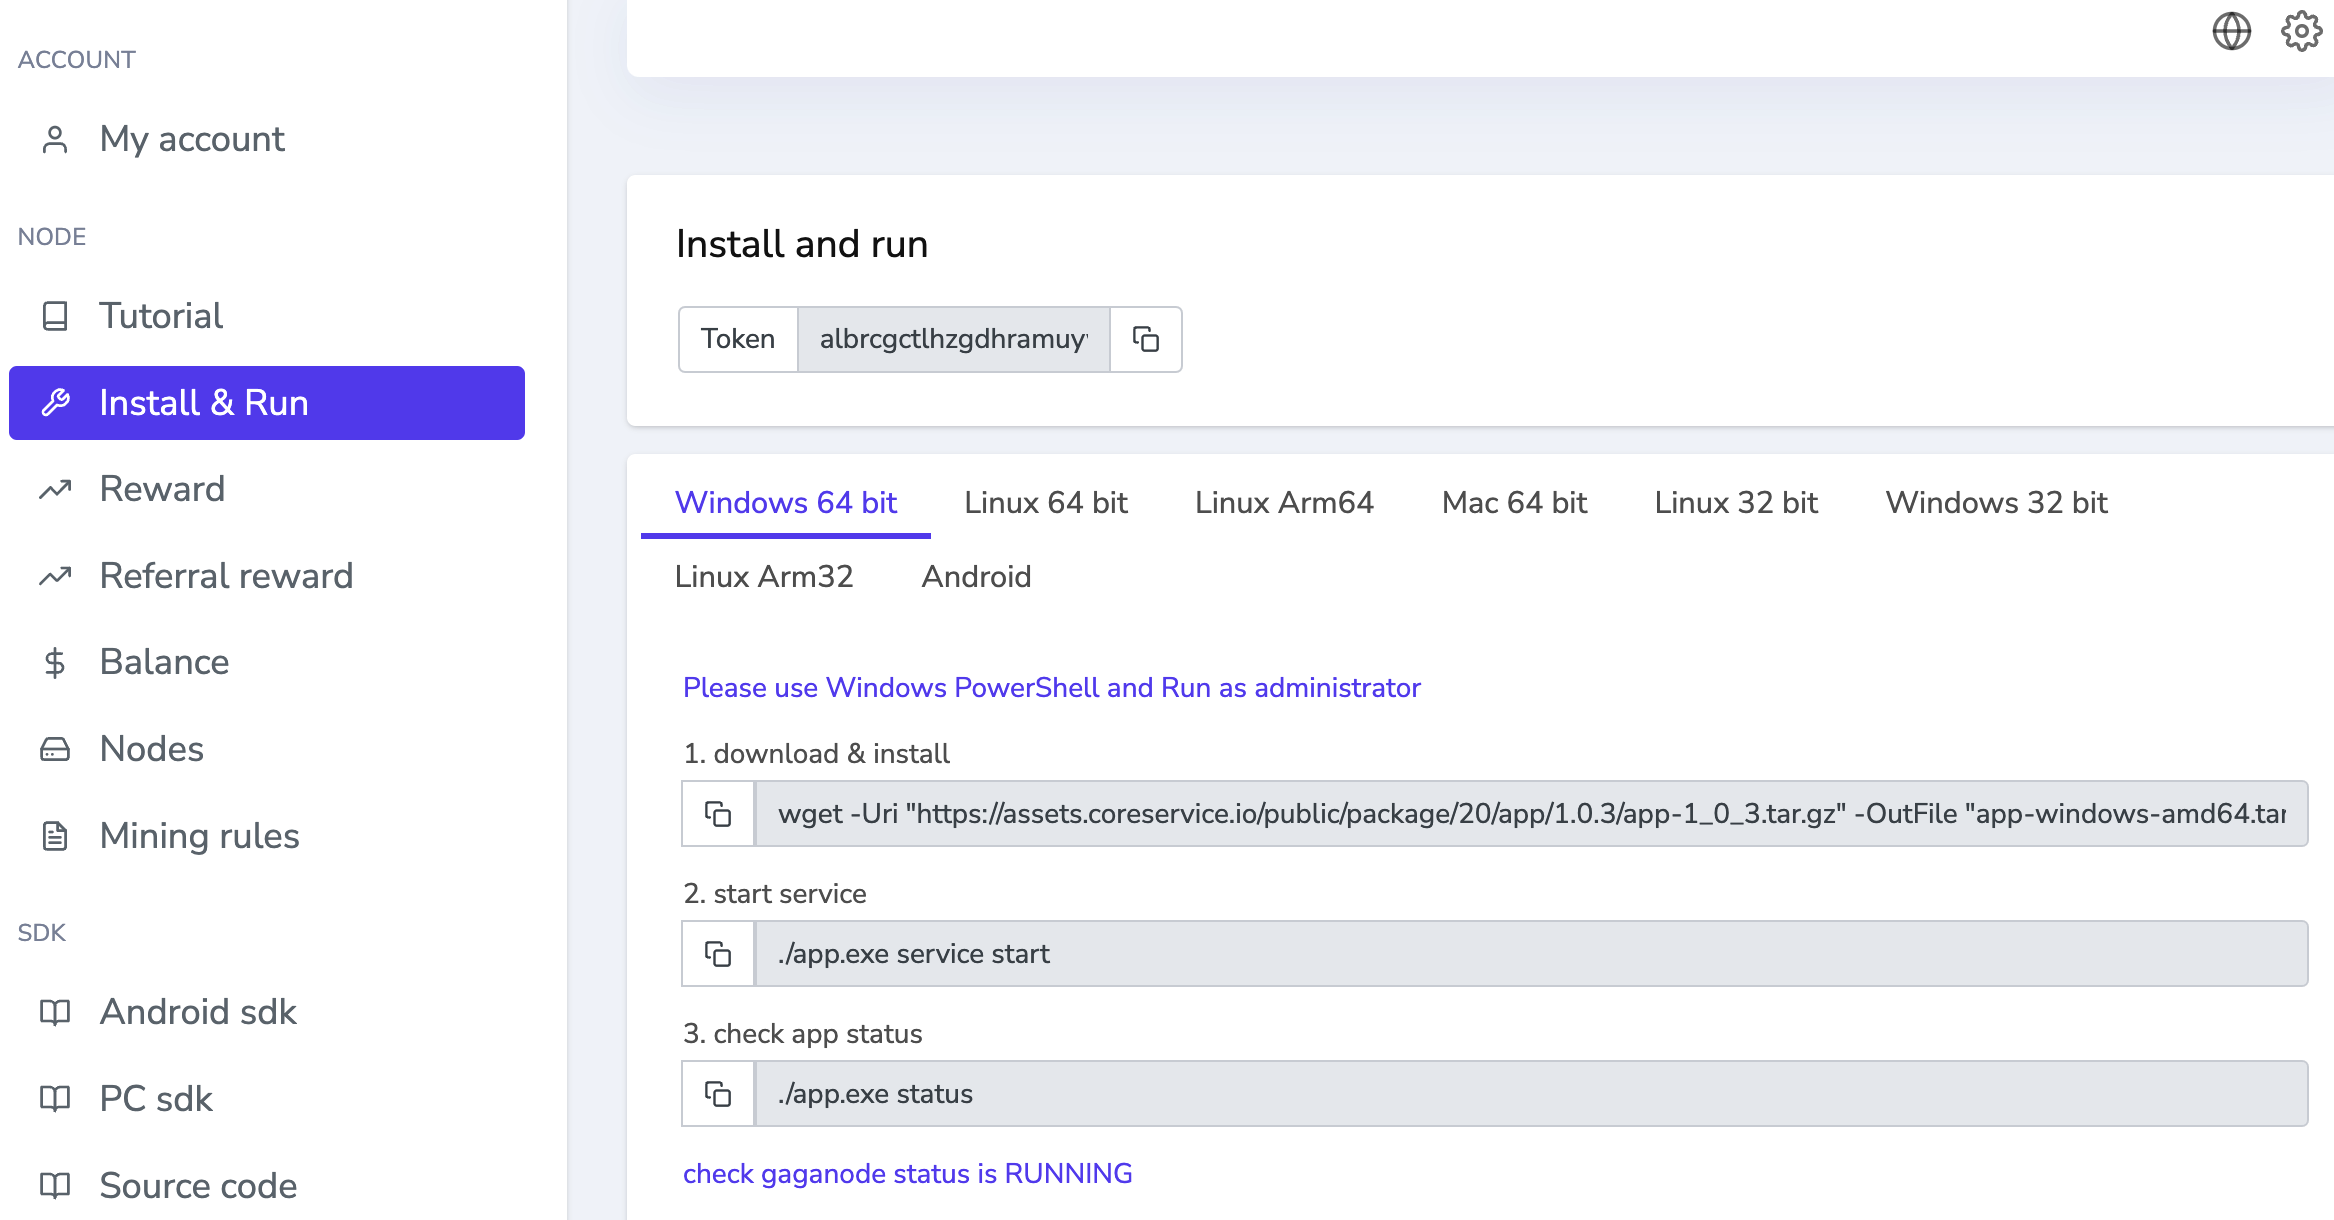 ACCOUNT
My account
NODE
Tutorial
Install & Run
Reward
Referral reward
Balance
Nodes
Mining rules
SDK
Android sdk
PC sdk
Source code
Install and run
Token albrcgctlhzgdhramuy
Windows 64 bit Linux 64 bit Linux Arm64 Mac 64 bit Linux 32 bit Windows 32 bit
Linux Arm32 Android
Please use Windows PowerShell and Run as administrator
1. download & install
wget -Uri "https://assets.coreservice.io/public/package/20/app/1.0.3/app-1_0_3.tar.gz" -OutFile "app-windows-amd64.tar
2. start service
./app.exe service start
3. check app status
./app.exe status
check gaganode status is RUNNING